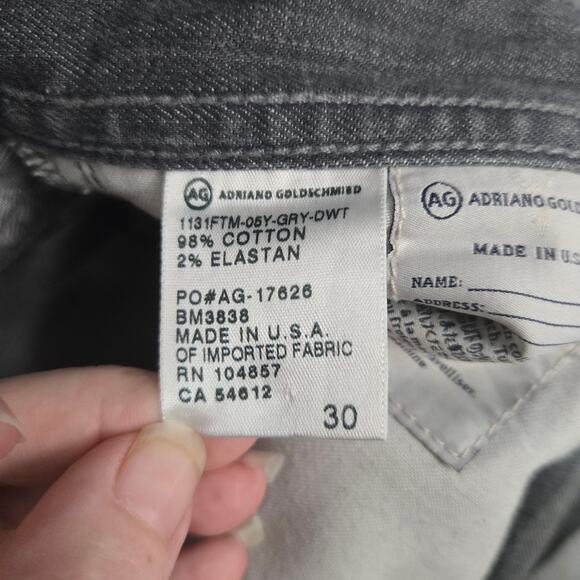 AG ADRIANO GOLDSCHMIED
1131FTM-05Y-GRY-DWT
98% COTTON
2% ELASTAN
PO#AG-17626
BM3838
MADE IN U.S.A.
OF IMPORTED FABRIC
RN 104857
CA 54612
30
AG ADRIANO GOL
MADE IN U.S
NAME:
ADDRESS: